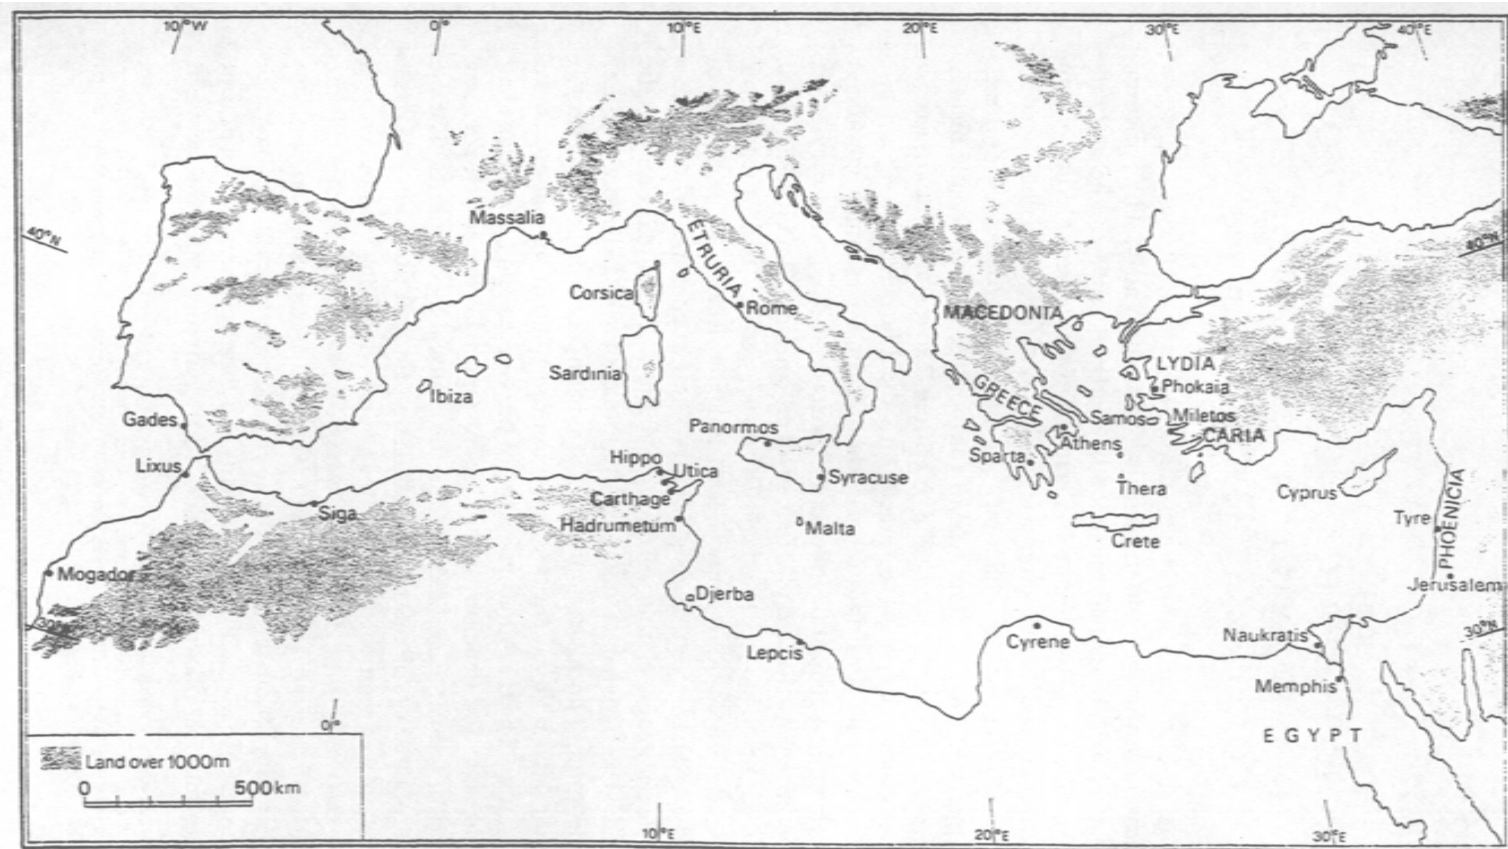 10°W
0°
10°E
20°E
30°E
40°E
40°N
40°N
Massalia
ETRURIA
Corsica
Rome
MACEDONIA
Sardinia
Ibiza
LYDIA
Phokaia
GREECE
Samos
Miletos
CARIA
Athens
Sparta
Thera
Gades
Lixus
Panormos
Hippo
Utica
Syracuse
Carthage
Hadrumetum
Siga
Malta
Crete
Cyprus
Tyre
PHOENICIA
Jerusalem
Mogador
Djerba
30°N
30°N
Lepcis
Cyrene
Naukratis
Memphis
EGYPT
0°
Land over 1000m
0 500km
10°E
20°E
30°E